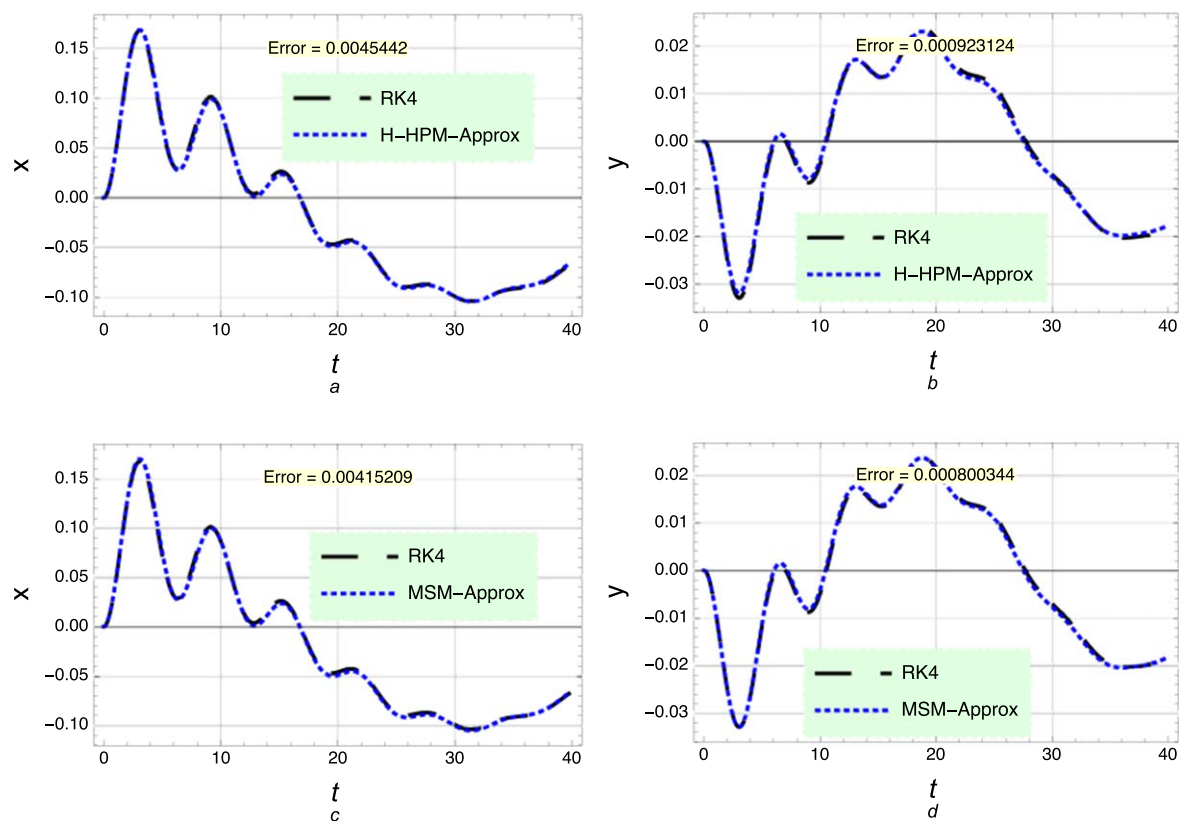 Error = 0.0045442
RK4
H−HPM−Approx
x
0.15
0.10
0.05
0.00
−0.05
−0.10
0 10 20 30 40
t
a
Error = 0.000923124
RK4
H−HPM−Approx
y
0.02
0.01
0.00
−0.01
−0.02
−0.03
0 10 20 30 40
t
b
Error = 0.00415209
RK4
MSM−Approx
x
0.15
0.10
0.05
0.00
−0.05
−0.10
0 10 20 30 40
t
c
Error = 0.000800344
RK4
MSM−Approx
y
0.02
0.01
0.00
−0.01
−0.02
−0.03
0 10 20 30 40
t
d